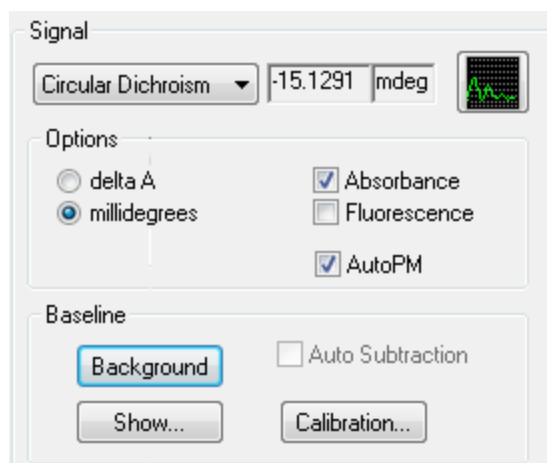 Signal
Circular Dichroism -15.1291 mdeg
Options
delta A Absorbance
millidegrees Fluorescence
AutoPM
Baseline
Background Auto Subtraction
Show... Calibration...